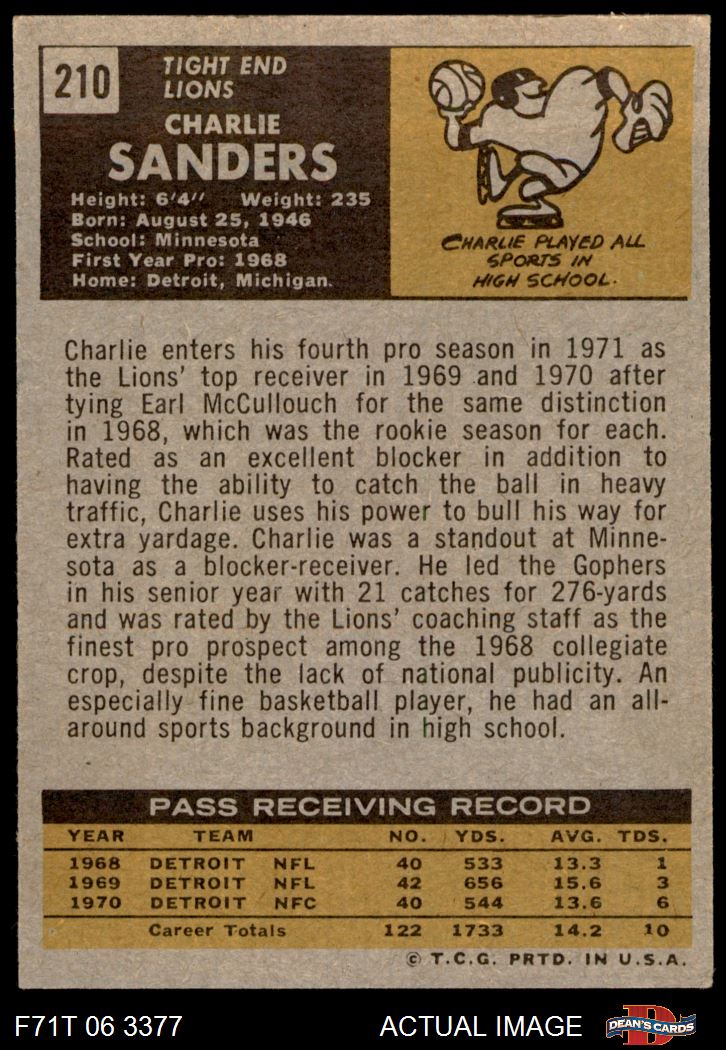 210
TIGHT END
LIONS
CHARLIE
SANDERS
Height: 6'4" Weight: 235
Born: August 25, 1946
School: Minnesota
First Year Pro: 1968
Home: Detroit, Michigan.
CHARLIE PLAYED ALL
SPORTS IN
HIGH SCHOOL.
Charlie enters his fourth pro season in 1971 as
the Lions' top receiver in 1969 and 1970 after
tying Earl McCullouch for the same distinction
in 1968, which was the rookie season for each.
Rated as an excellent blocker in addition to
having the ability to catch the ball in heavy
traffic, Charlie uses his power to bull his way for
extra yardage. Charlie was a standout at Minne-
sota as a blocker-receiver. He led the Gophers
in his senior year with 21 catches for 276-yards
and was rated by the Lions' coaching staff as the
finest pro prospect among the 1968 collegiate
crop, despite the lack of national publicity. An
especially fine basketball player, he had an all-
around sports background in high school.
PASS RECEIVING RECORD
YEAR TEAM NO. YDS. AVG. TDS.
1968 DETROIT NFL 40 533 13.3 1
1969 DETROIT NFL 42 656 15.6 3
1970 DETROIT NFC 40 544 13.6 6
Career Totals 122 1733 14.2 10
© T.C.G. PRTD. IN U.S.A.
F71T 06 3377 ACTUAL IMAGE D DEAN'S CARDS